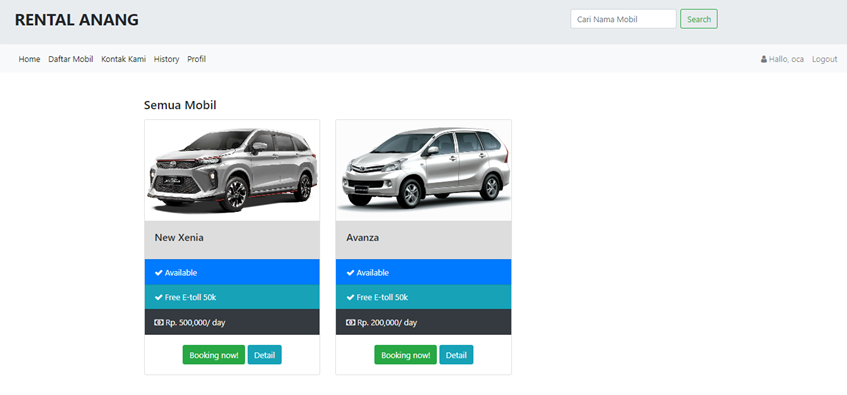 RENTAL ANANG
Cari Nama Mobil
Search
Home Daftar Mobil Kontak Kami History Profil
Hallo, oca Logout
Semua Mobil
New Xenia
Available
Free E-toll 50k
Rp. 500,000/ day
Booking now! Detail
Avanza
Available
Free E-toll 50k
Rp. 200,000/ day
Booking now! Detail